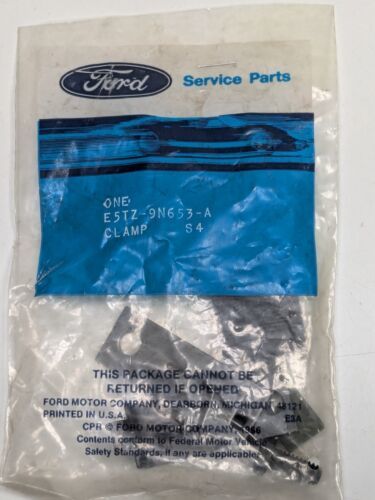 Ford
Service Parts
ONE
E5TZ-9N653-A
CLAMP S4
THIS PACKAGE CANNOT BE
RETURNED IF OPENED.
FORD MOTOR COMPANY, DEARBORN, MICHIGAN, 48121
PRINTED IN U.S.A. E3A
CPR © FORD MOTOR COMPANY, 1966
Contents conform to Federal Motor Vehicle
Safety Standards, if any are applicable.